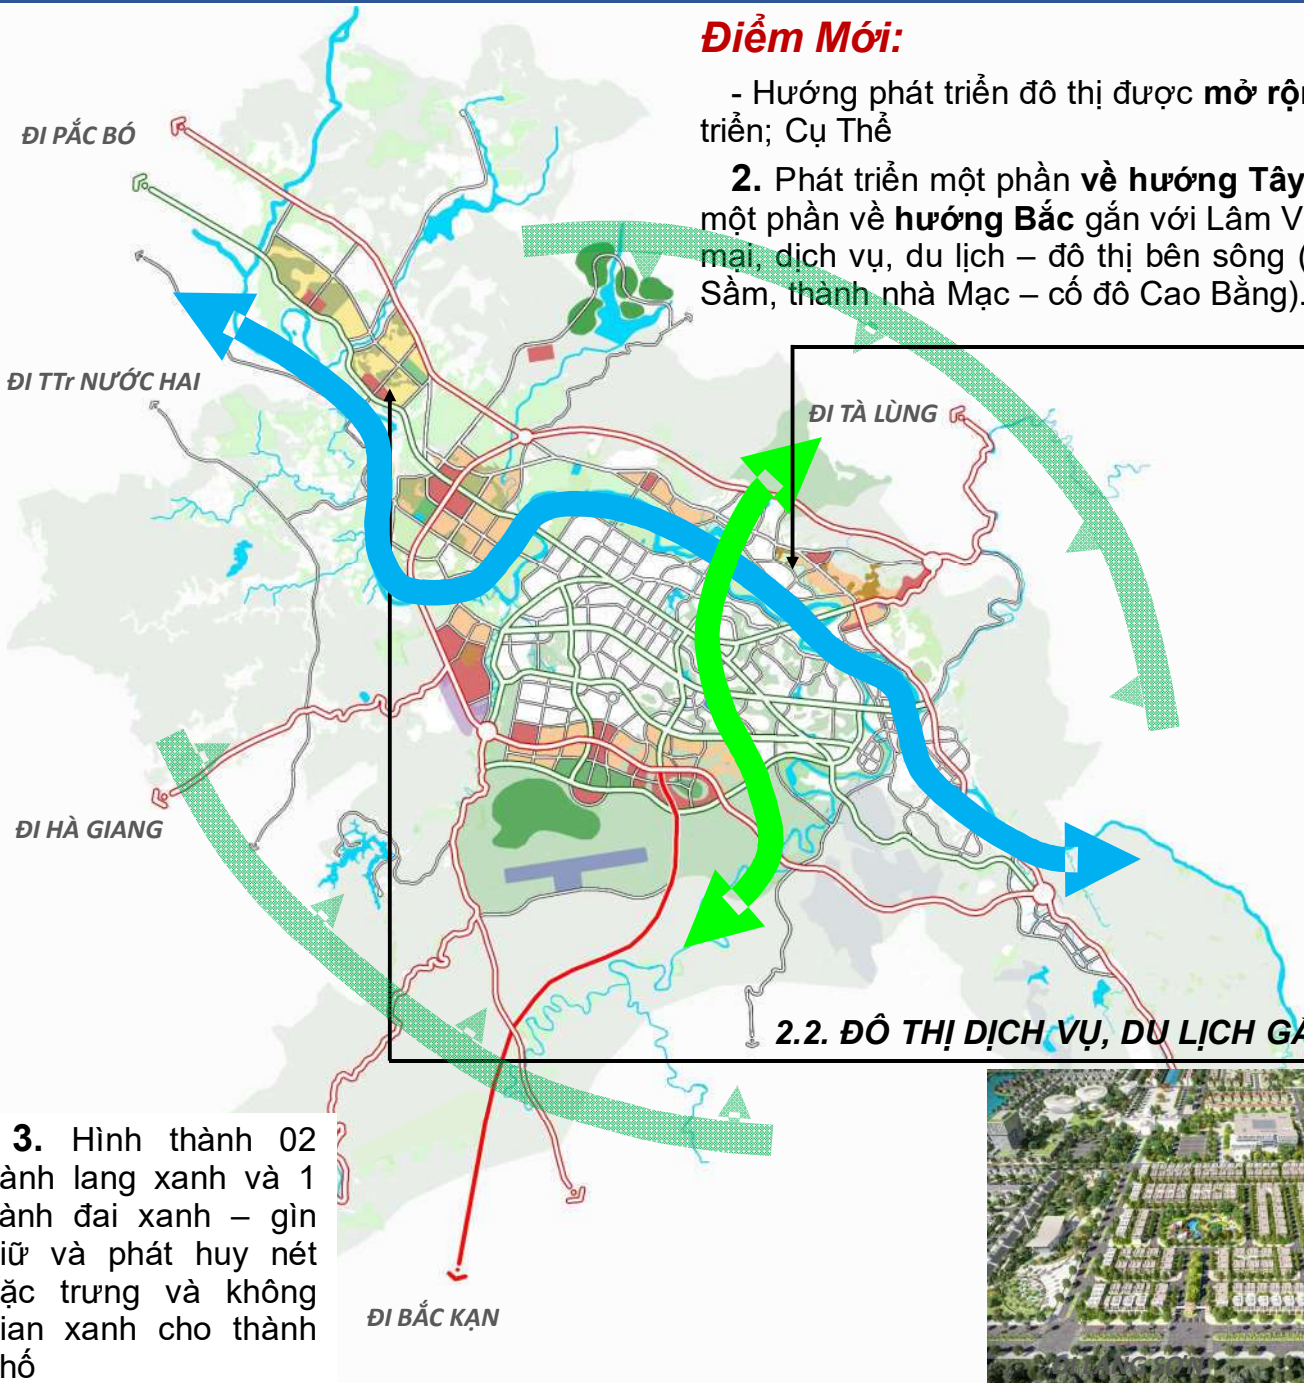 Điểm Mới:
- Hướng phát triển đô thị được mở rộn
triển; Cụ Thể
2. Phát triển một phần về hướng Tây
một phần về hướng Bắc gắn với Lâm V
mại, dịch vụ, du lịch – đô thị bên sông (
Sầm, thành nhà Mạc – cố đô Cao Bằng).
ĐI PẮC BÓ
ĐI TTr NƯỚC HAI
ĐI TÀ LÙNG
ĐI HÀ GIANG
2.2. ĐÔ THỊ DỊCH VỤ, DU LỊCH GẮ
3. Hình thành 02
ành lang xanh và 1
ành đai xanh – gìn
iữ và phát huy nét
ặc trưng và không
ian xanh cho thành
hố
ĐI BẮC KẠN
ĐI LẠNG SƠN